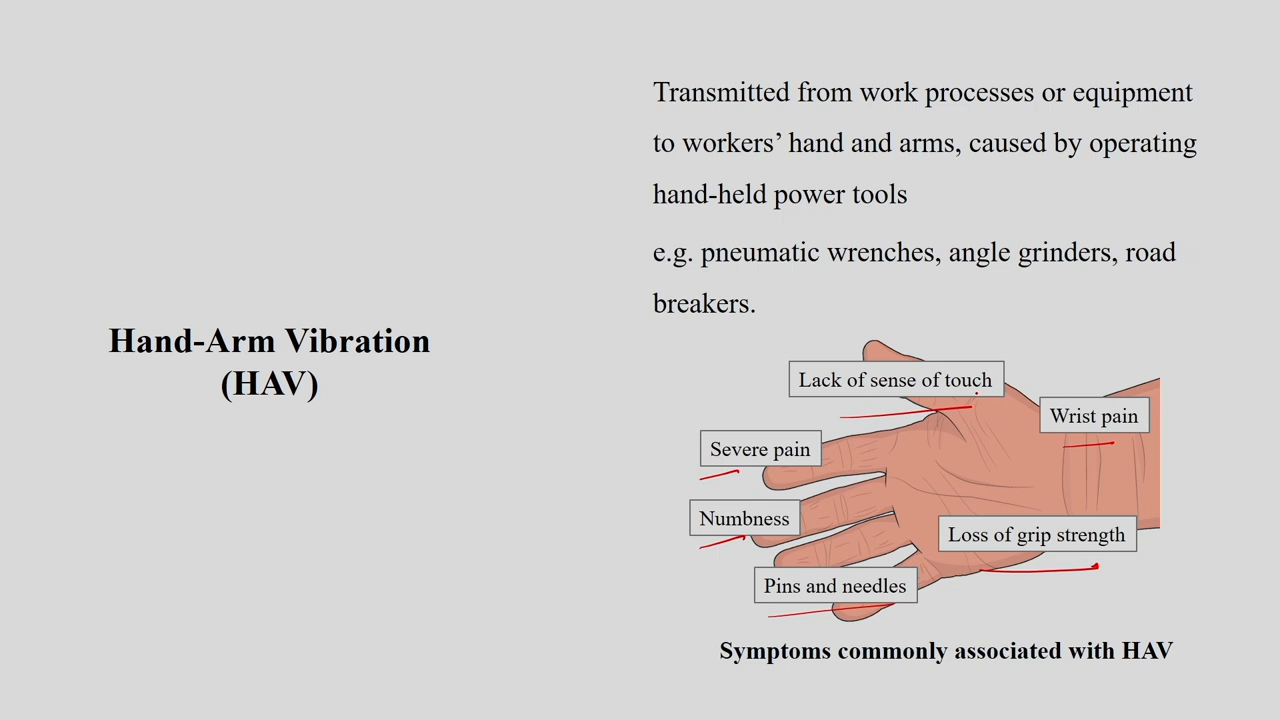 Hand-Arm Vibration
(HAV)
Transmitted from work processes or equipment
to workers’ hand and arms, caused by operating
hand-held power tools
e.g. pneumatic wrenches, angle grinders, road
breakers.
Lack of sense of touch
Wrist pain
Severe pain
Numbness
Loss of grip strength
Pins and needles
Symptoms commonly associated with HAV